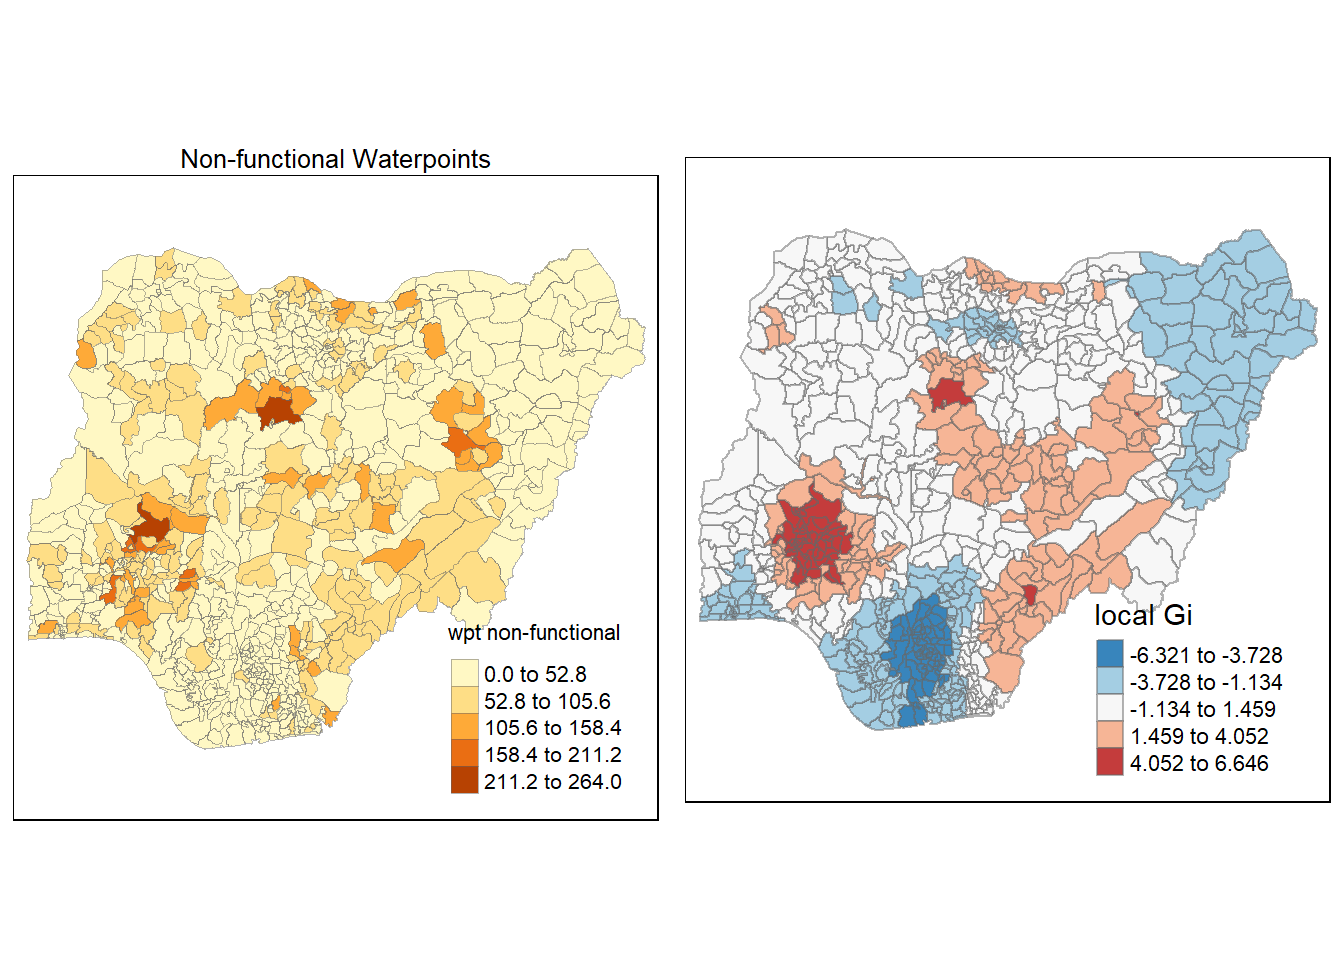 Non-functional Waterpoints
wpt non-functional
0.0 to 52.8
52.8 to 105.6
105.6 to 158.4
158.4 to 211.2
211.2 to 264.0
local Gi
-6.321 to -3.728
-3.728 to -1.134
-1.134 to 1.459
1.459 to 4.052
4.052 to 6.646